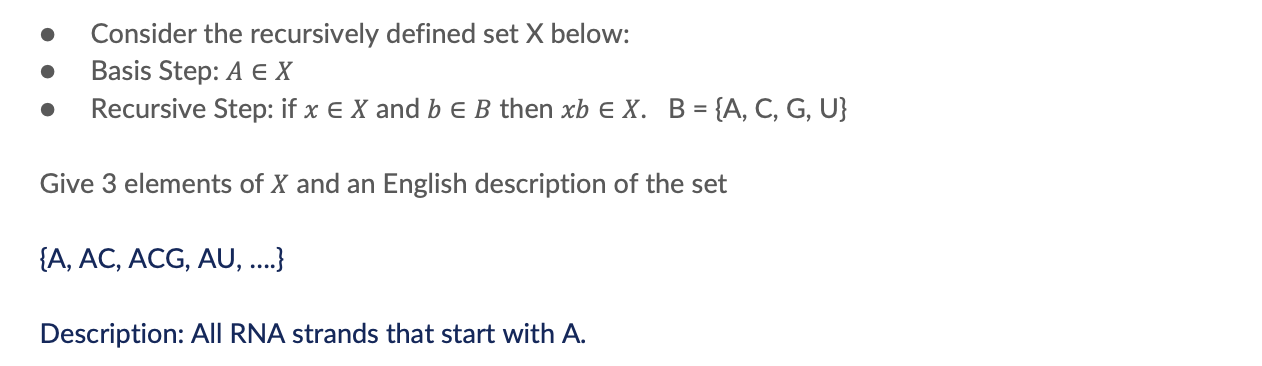 ● Consider the recursively defined set X below:
● Basis Step: A ∈ X
● Recursive Step: if x ∈ X and b ∈ B then xb ∈ X. B = {A, C, G, U}
Give 3 elements of X and an English description of the set
{A, AC, ACG, AU, ....}
Description: All RNA strands that start with A.